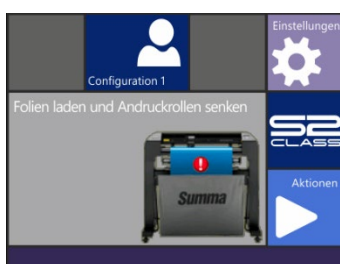 Einstellungen
Configuration 1
Folien laden und Andruckrollen senken
S2
CLASS
Summa
Aktionen